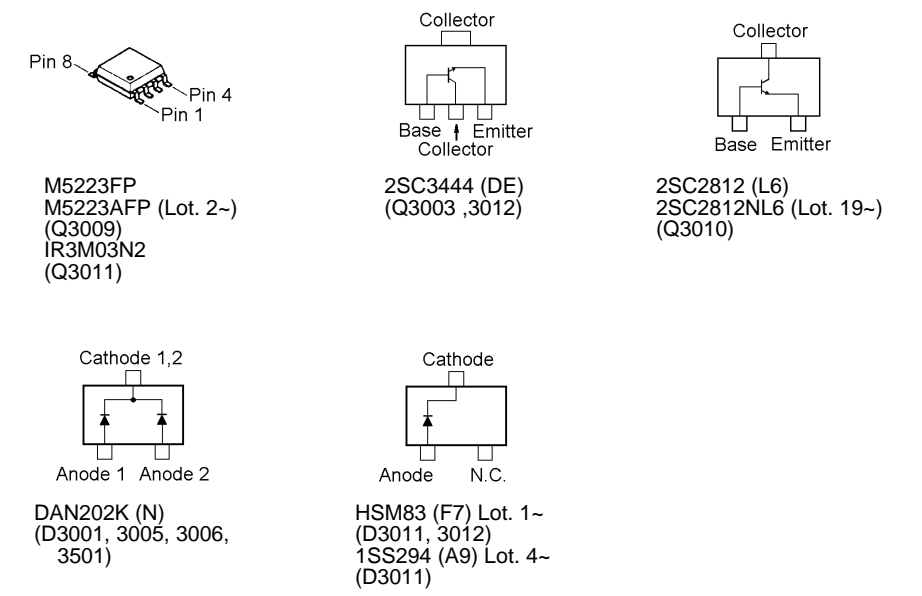 Pin 8
Pin 4
Pin 1
M5223FP
M5223AFP (Lot. 2~)
(Q3009)
IR3M03N2
(Q3011)
Collector
Base
Emitter
Collector
2SC3444 (DE)
(Q3003 ,3012)
Collector
Base
Emitter
2SC2812 (L6)
2SC2812NL6 (Lot. 19~)
(Q3010)
Cathode 1,2
Anode 1
Anode 2
DAN202K (N)
(D3001, 3005, 3006,
3501)
Cathode
Anode
N.C.
HSM83 (F7) Lot. 1~
(D3011, 3012)
1SS294 (A9) Lot. 4~
(D3011)